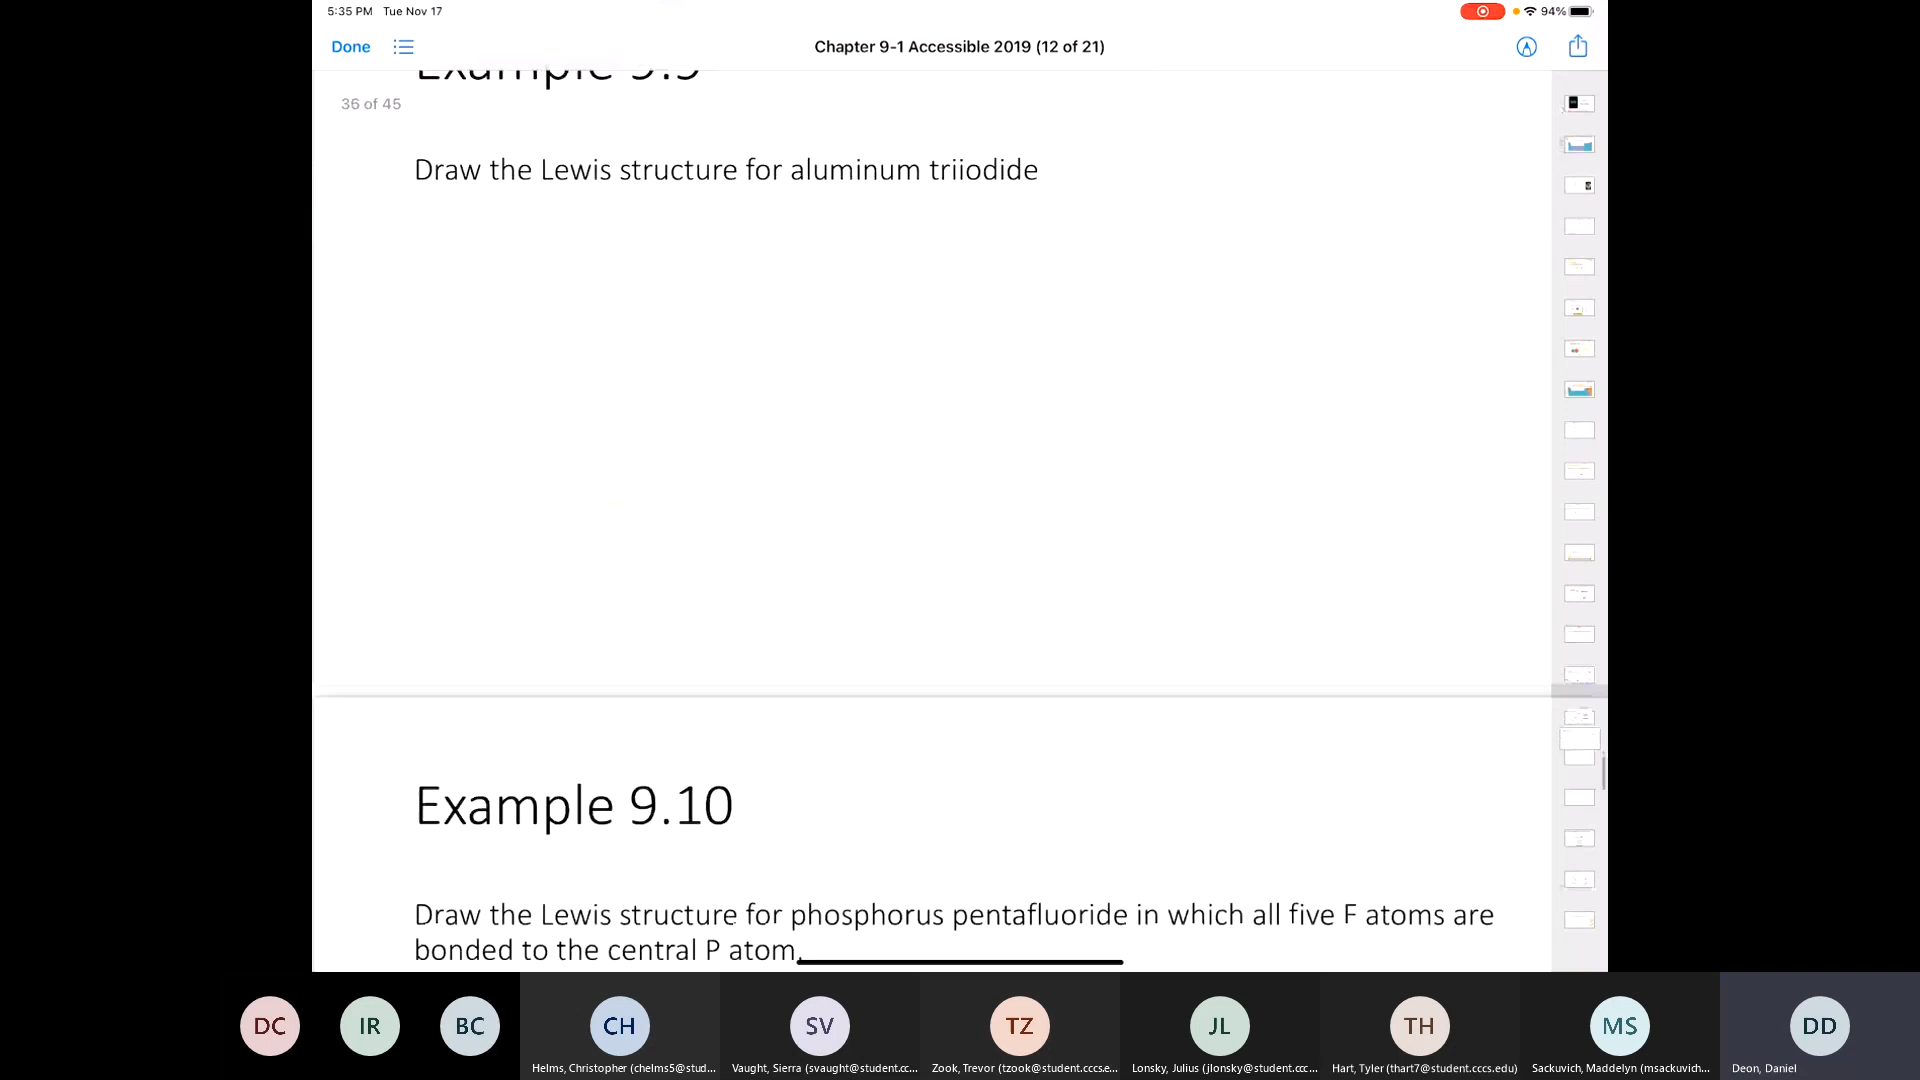 5:35 PM Tue Nov 17
94%
Done
Chapter 9-1 Accessible 2019 (12 of 21)
Example 9.9
36 of 45
Draw the Lewis structure for aluminum triiodide
Example 9.10
Draw the Lewis structure for phosphorus pentafluoride in which all five F atoms are
bonded to the central P atom.
DC IR BC CH SV TZ JL TH MS DD
Helms, Christopher (chelms5@stud... Vaught, Sierra (svaught@student.cc... Zook, Trevor (tzook@student.cccs.e... Lonsky, Julius (jlonsky@student.ccc... Hart, Tyler (thart7@student.cccs.edu) Sackuvich, Maddelyn (msackuvich... Deon, Daniel